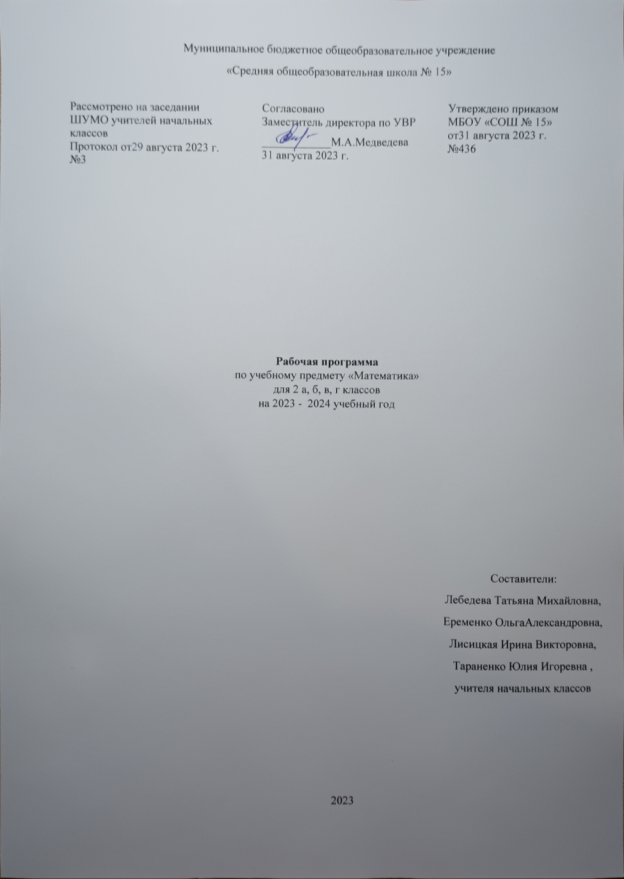 Муниципальное бюджетное общеобразовательное учреждение
«Средняя общеобразовательная школа № 15»
Рассмотрено на заседании
ШУМО учителей начальных
классов
Протокол от29 августа 2023 г.
№3
Согласовано
Заместитель директора по УВР
М.А.Медведева
31 августа 2023 г.
Утверждено приказом
МБОУ «СОШ № 15»
от31 августа 2023 г.
№436
Рабочая программа
по учебному предмету «Математика»
для 2 а, б, в, г классов
на 2023 - 2024 учебный год
Составители:
Лебедева Татьяна Михайловна,
Еременко ОльгаАлександровна,
Лисицкая Ирина Викторовна,
Тараненко Юлия Игоревна ,
учителя начальных классов
2023